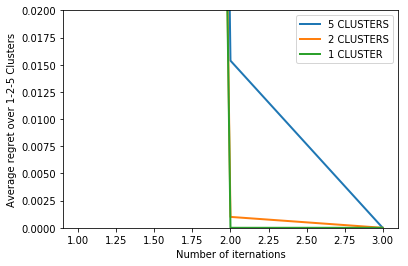 0.0200
0.0175
0.0150
0.0125
0.0100
0.0075
0.0050
0.0025
0.0000
Average regret over 1-2-5 Clusters
5 CLUSTERS
2 CLUSTERS
1 CLUSTER
1.00 1.25 1.50 1.75 2.00 2.25 2.50 2.75 3.00
Number of iternations